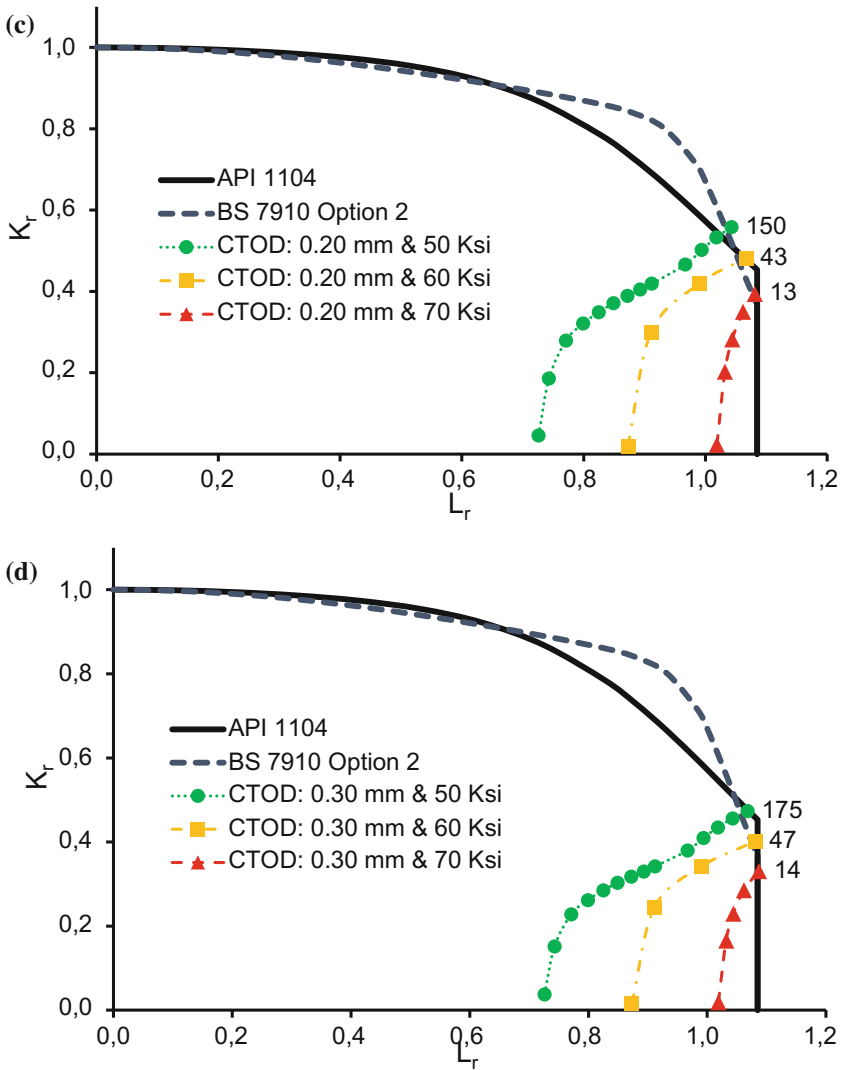 (c)
1,0
0,8
0,6
0,4
0,2
0,0
K_r
API 1104
BS 7910 Option 2
CTOD: 0.20 mm & 50 Ksi
CTOD: 0.20 mm & 60 Ksi
CTOD: 0.20 mm & 70 Ksi
150
43
13
0,0 0,2 0,4 0,6 0,8 1,0 1,2
L_r
(d)
1,0
0,8
0,6
0,4
0,2
0,0
K_r
API 1104
BS 7910 Option 2
CTOD: 0.30 mm & 50 Ksi
CTOD: 0.30 mm & 60 Ksi
CTOD: 0.30 mm & 70 Ksi
175
47
14
0,0 0,2 0,4 0,6 0,8 1,0 1,2
L_r